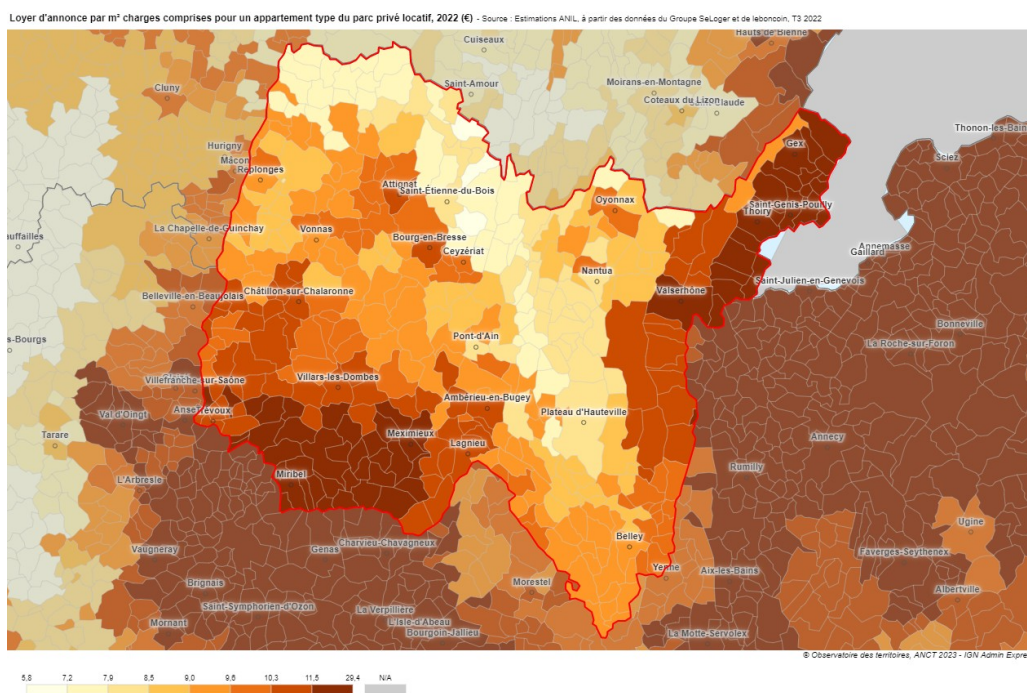 Loyer d'annonce par m² charges comprises pour un appartement type du parc privé locatif, 2022 (€) - Source : Estimations ANIL, à partir des données du Groupe SeLoger et de leboncoin, T3 2022
Hauts de Bienne
Cuiseaux
Cluny
Saint-Amour
Moirans-en-Montagne
Coteaux du Lizon
Thonon-les-Bain
Hurigny
Gex
Sciez
Mâcon
Replonges
Attignat
Saint-Étienne-du-Bois
Oyonnax
Saint-Genis-Pouilly
Thoiry
La Chapelle-de-Guinchay
Vonnas
Bourg-en-Bresse
uffailles
Annemasse
Ceyzériat
Gaillard
Nantua
Saint-Julien-en-Genevois
Châtillon-sur-Chalaronne
Valserhône
Belleville-en-Beaujolais
Bonneville
s-Bourgs
Pont-d'Ain
La Roche-sur-Foron
Villefranche-sur-Saône
Villars-les-Dombes
Ambérieu-en-Bugey
Val d'Oingt
Anse
Trévoux
Plateau d'Hauteville
Tarare
Meximieux
Annecy
Lagnieu
Rumilly
L'Arbresle
Miribel
Ugine
Belley
Vaugneray
Genas
Charvieu-Chavagneux
Faverges-Seythenex
Yenne
Aix-les-Bains
Brignais
Morestel
Albertville
Saint-Symphorien-d'Ozon
La Verpillière
Mornant
L'Isle-d'Abeau
Bourgoin-Jallieu
La Motte-Servolex
© Observatoire des territoires, ANCT 2023 - IGN Admin Expre
5,8 7,2 7,9 8,5 9,0 9,6 10,3 11,5 29,4 N/A